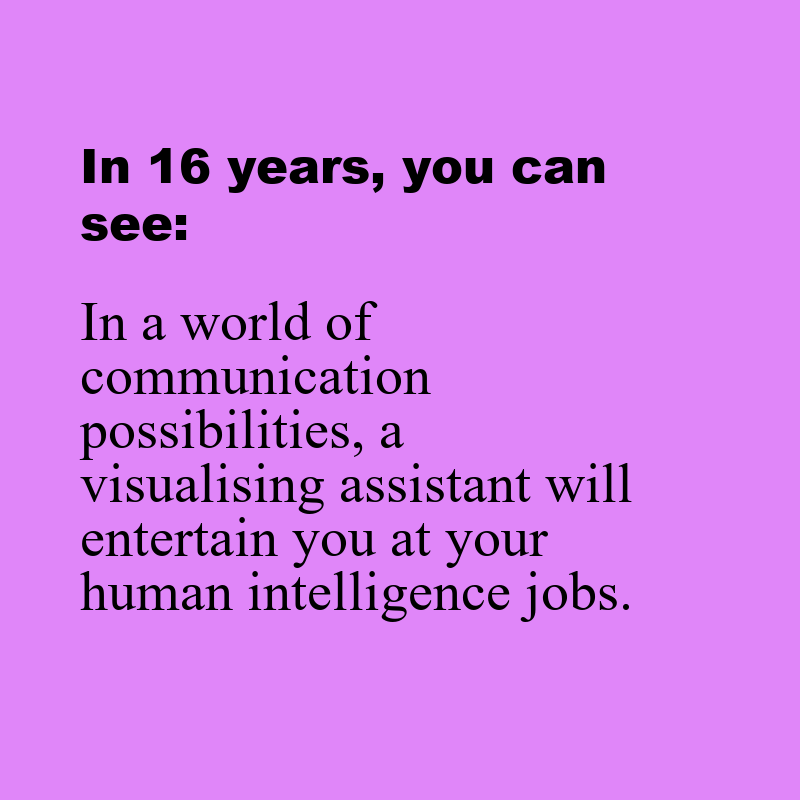 In 16 years, you can
see:
In a world of
communication
possibilities, a
visualising assistant will
entertain you at your
human intelligence jobs.